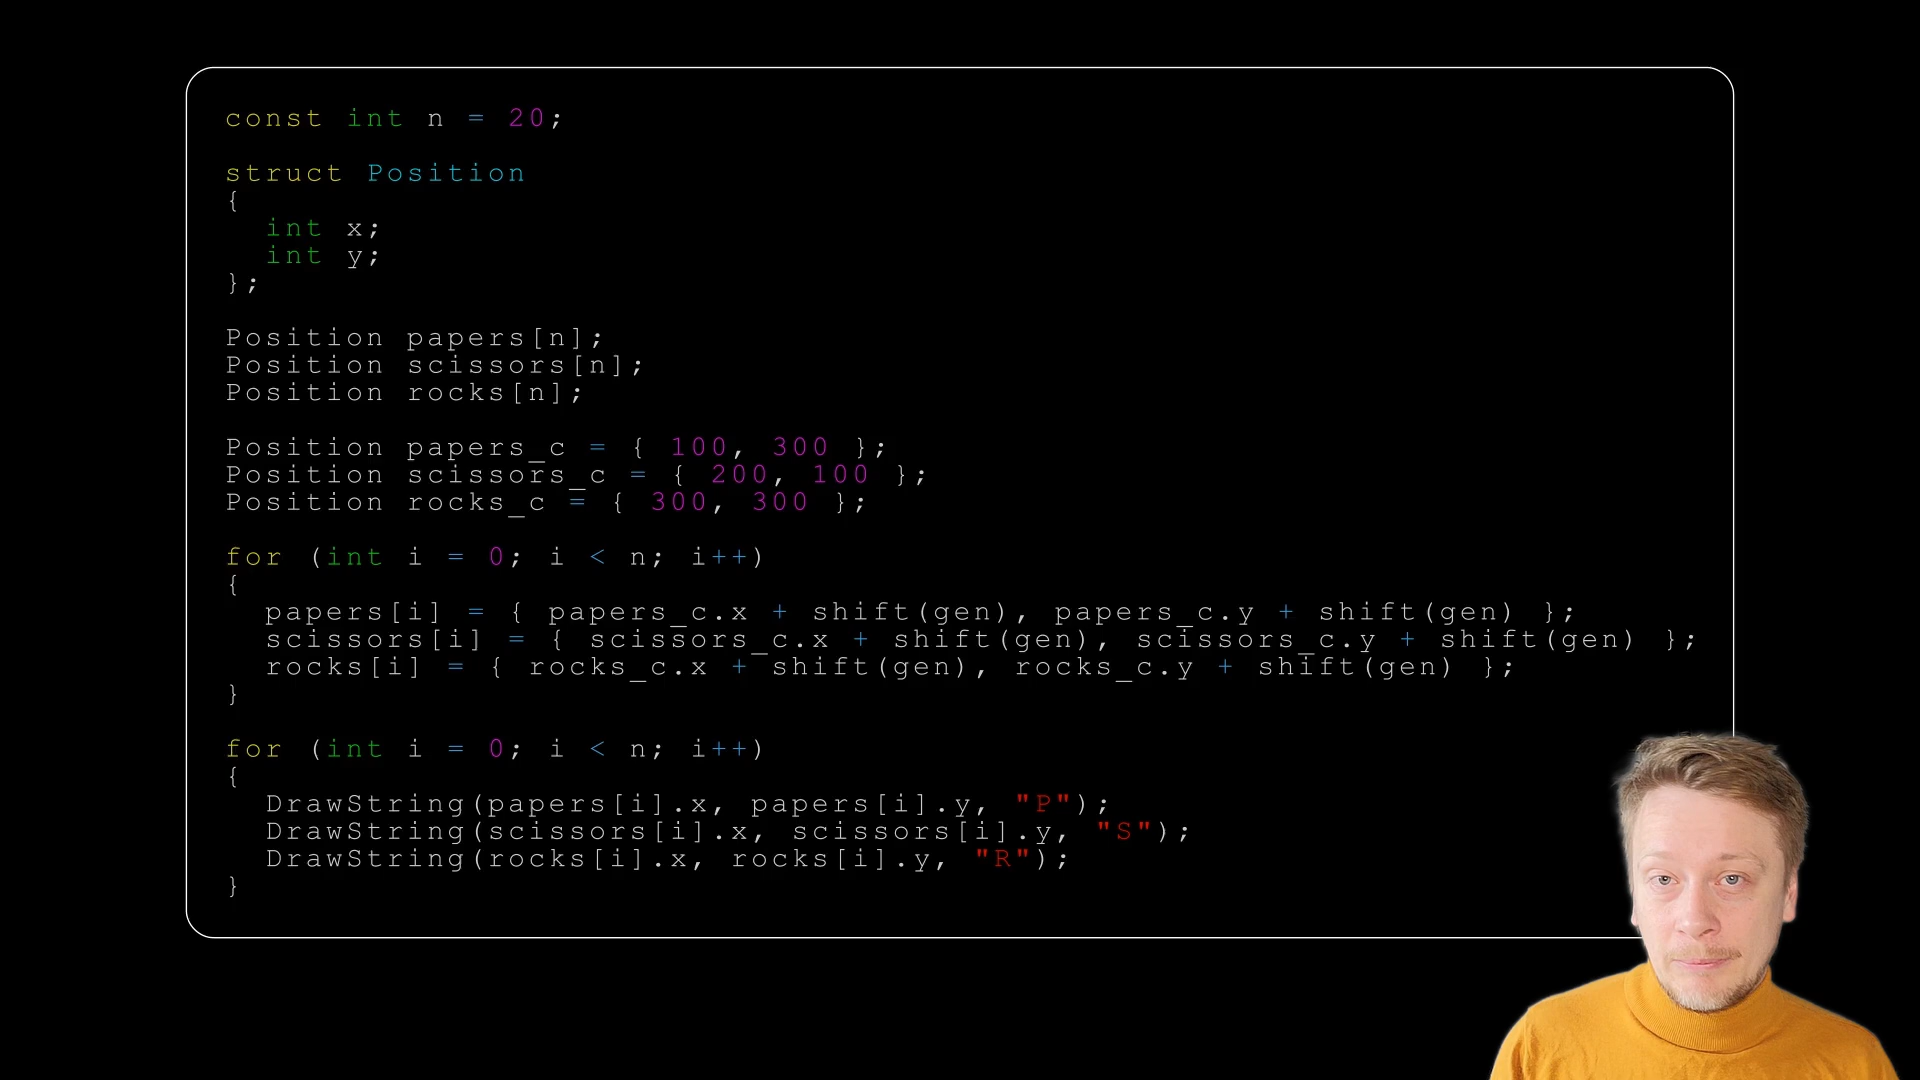 const int n = 20;
struct Position
{
  int x;
  int y;
};
Position papers[n];
Position scissors[n];
Position rocks[n];
Position papers_c = { 100, 300 };
Position scissors_c = { 200, 100 };
Position rocks_c = { 300, 300 };
for (int i = 0; i < n; i++)
{
  papers[i] = { papers_c.x + shift(gen), papers_c.y + shift(gen) };
  scissors[i] = { scissors_c.x + shift(gen), scissors_c.y + shift(gen) };
  rocks[i] = { rocks_c.x + shift(gen), rocks_c.y + shift(gen) };
}
for (int i = 0; i < n; i++)
{
  DrawString(papers[i].x, papers[i].y, "P");
  DrawString(scissors[i].x, scissors[i].y, "S");
  DrawString(rocks[i].x, rocks[i].y, "R");
}